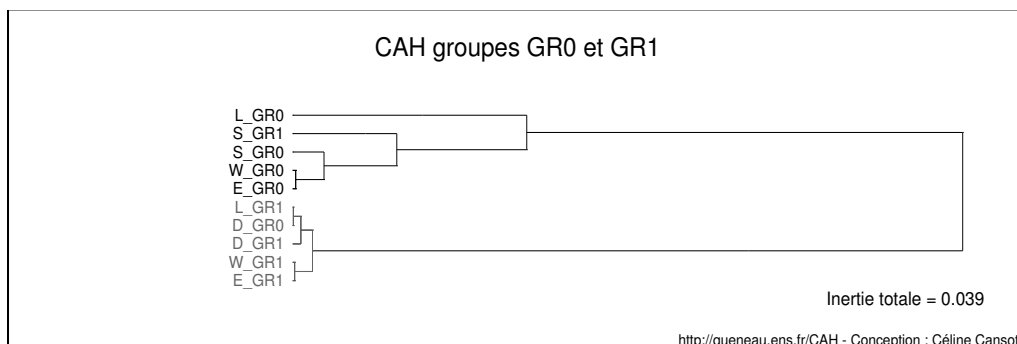 CAH groupes GR0 et GR1
L_GR0
S_GR1
S_GR0
W_GR0
E_GR0
L_GR1
D_GR0
D_GR1
W_GR1
E_GR1
Inertie totale = 0.039
http://queneau.ens.fr/CAH - Conception : Céline Cansot